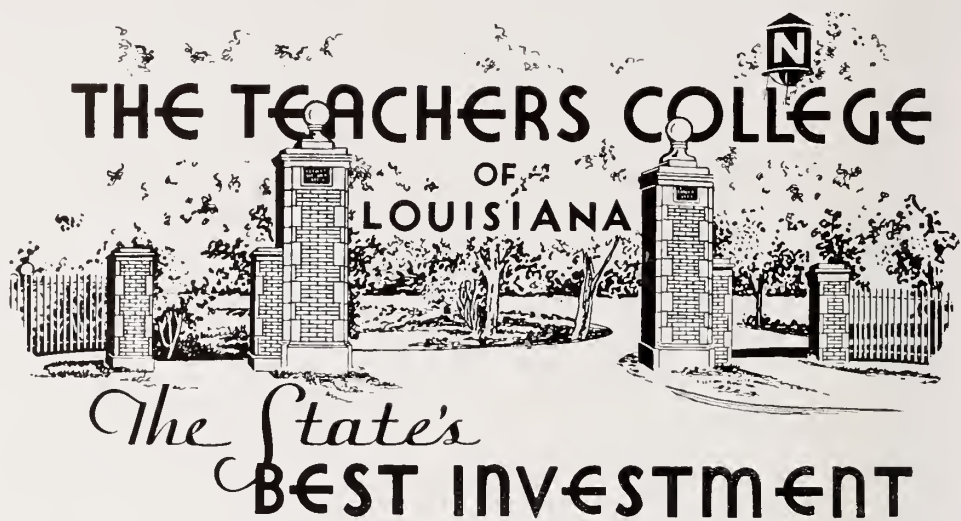 N
THE TEACHERS COLLEGE
OF
LOUISIANA
The State's
BEST INVESTMENT